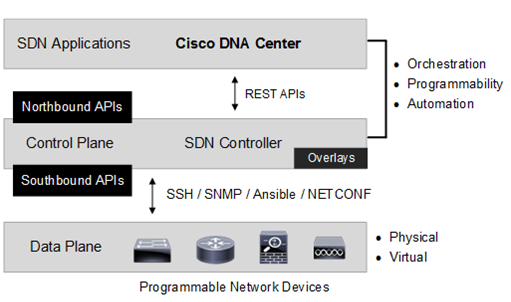 SDN Applications
Cisco DNA Center
Orchestration
Programmability
Automation
REST APIs
Northbound APIs
Control Plane
SDN Controller
Overlays
Southbound APIs
SSH / SNMP / Ansible / NETCONF
Data Plane
Physical
Virtual
Programmable Network Devices